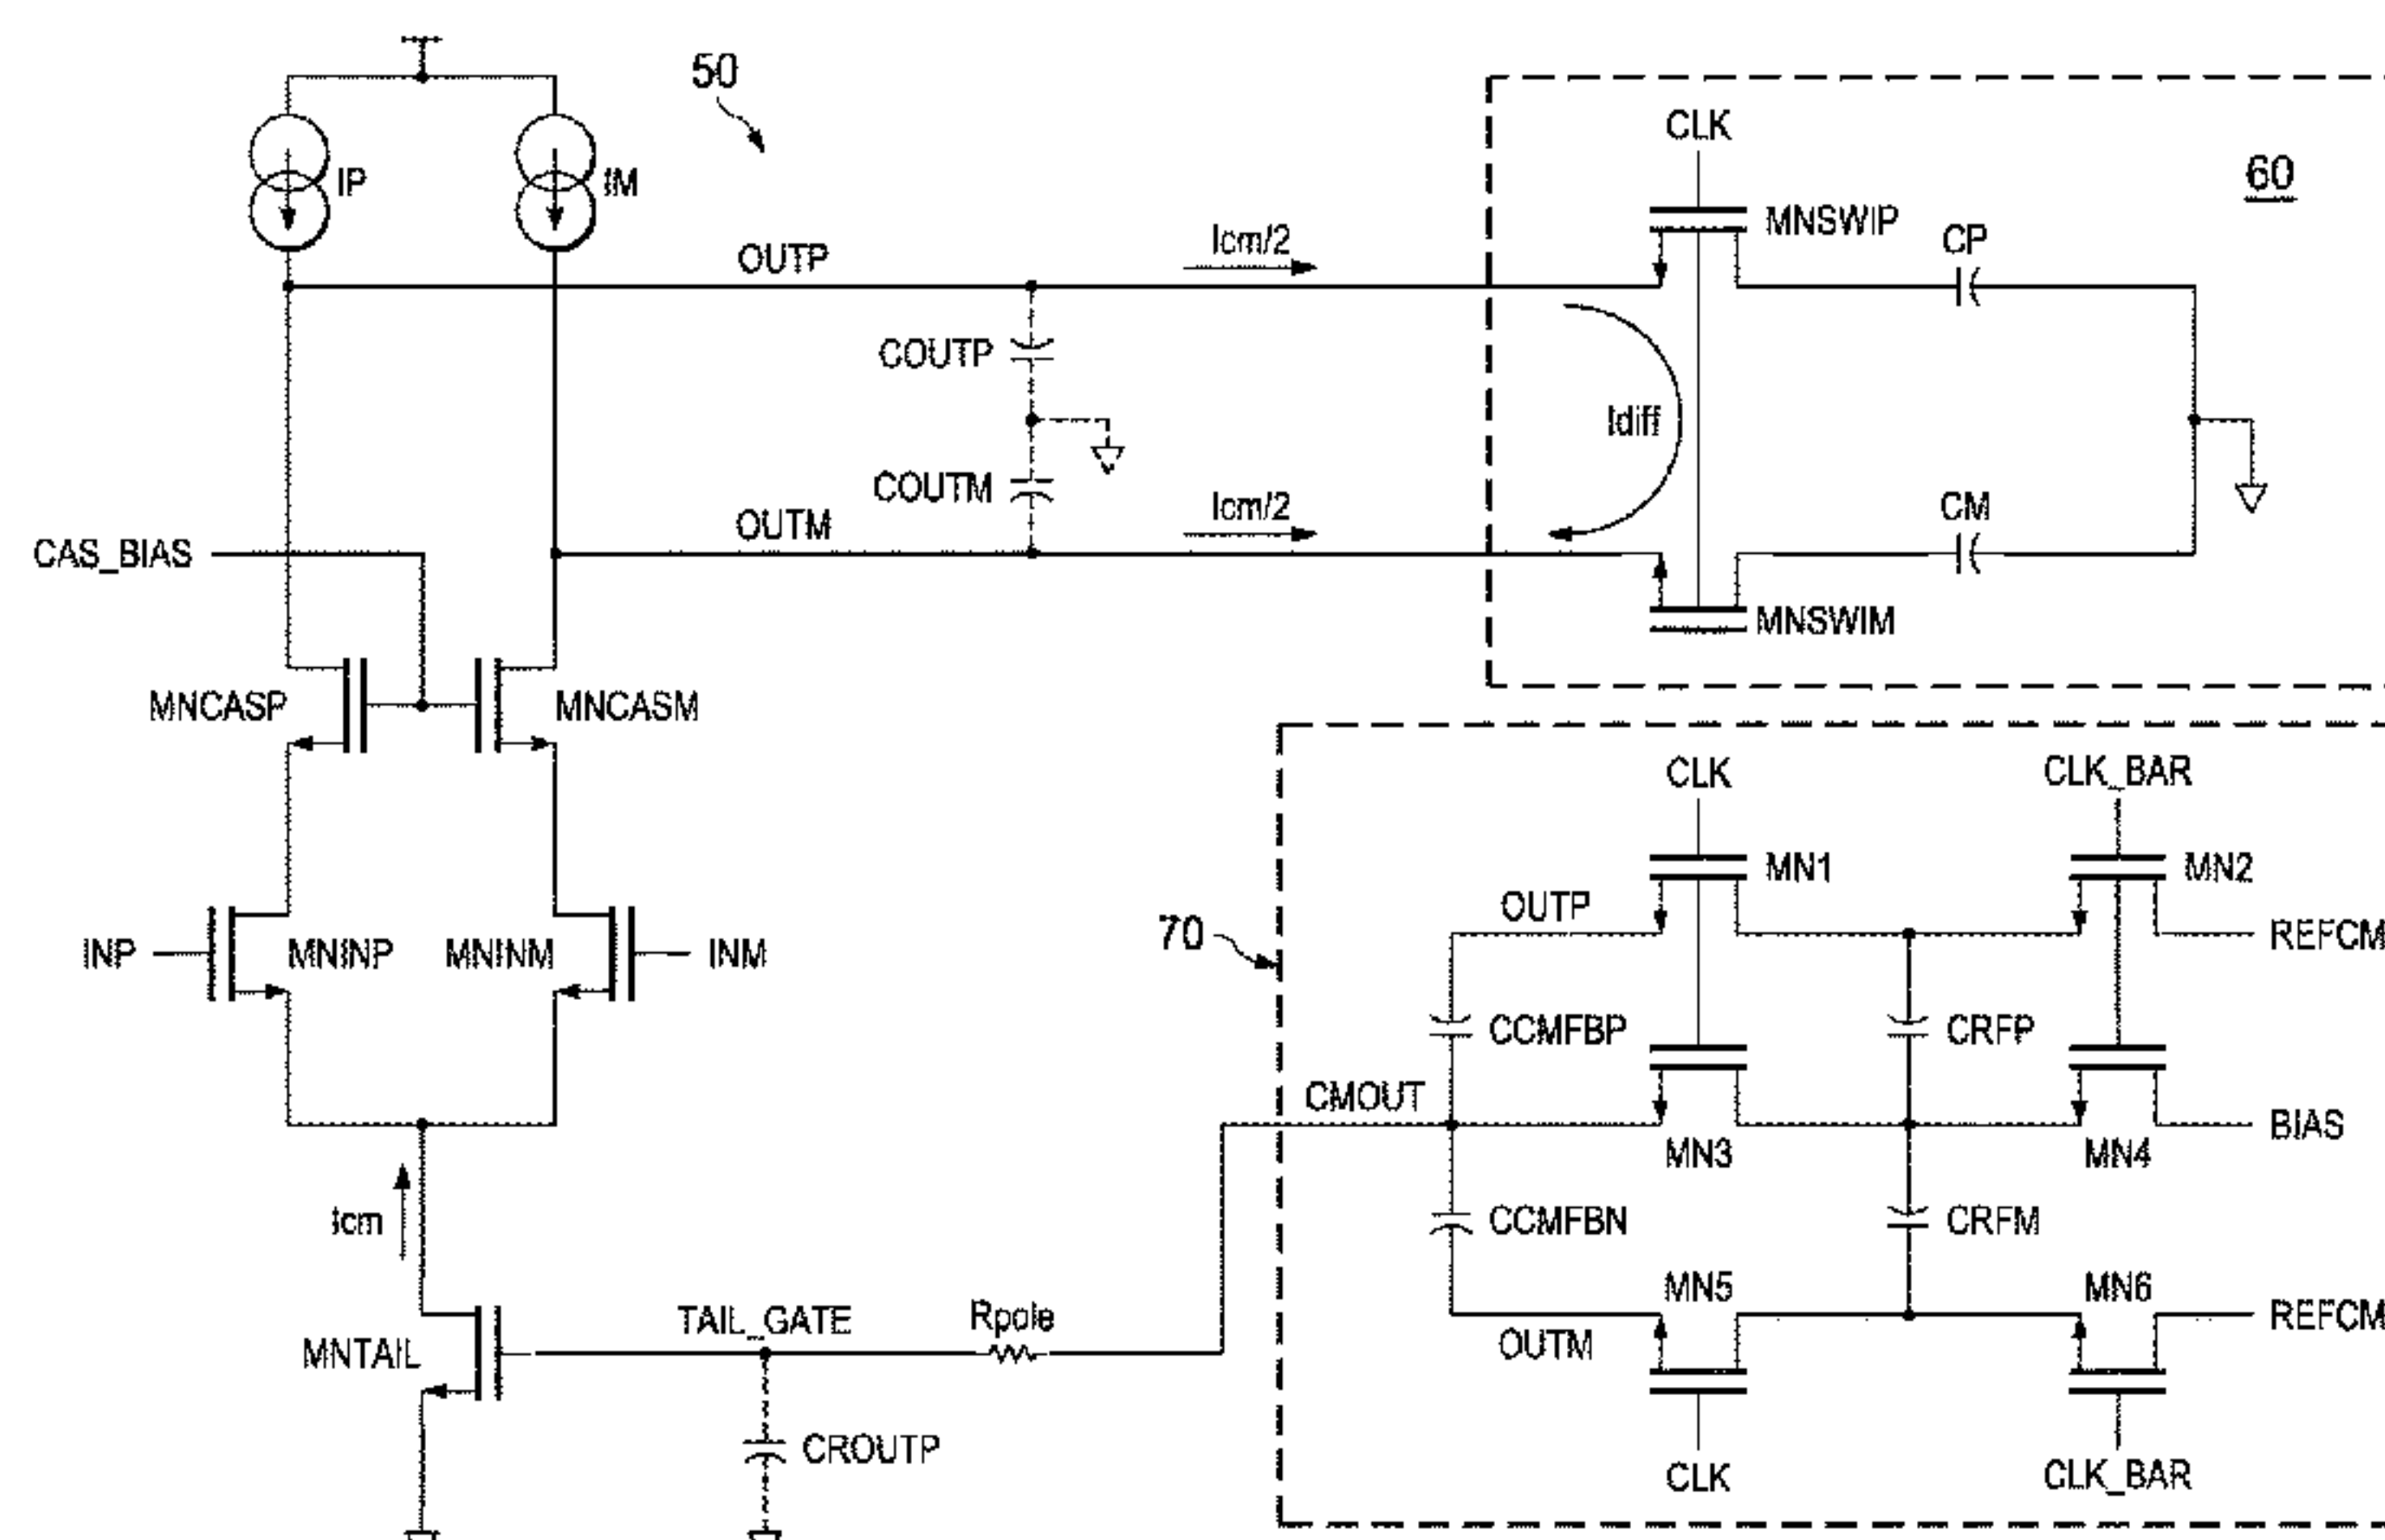 50
CLK
60
IP
IM
MNSWIP
CP
OUTP
Icm/2
COUTP
Idiff
COUTM
Icm/2
CM
OUTM
CAS_BIAS
MNSWIM
MNCASP
MNCASM
CLK
CLK_BAR
MN1
MN2
OUTP
REFCM
70
INP
MNINP
MNINM
INM
CCMFBP
CRFP
CMOUT
BIAS
MN3
MN4
Icm
CCMFBN
CRFM
MN5
MN6
TAIL_GATE
Rpole
REFCM
MNTAIL
OUTM
CROUTP
CLK
CLK_BAR